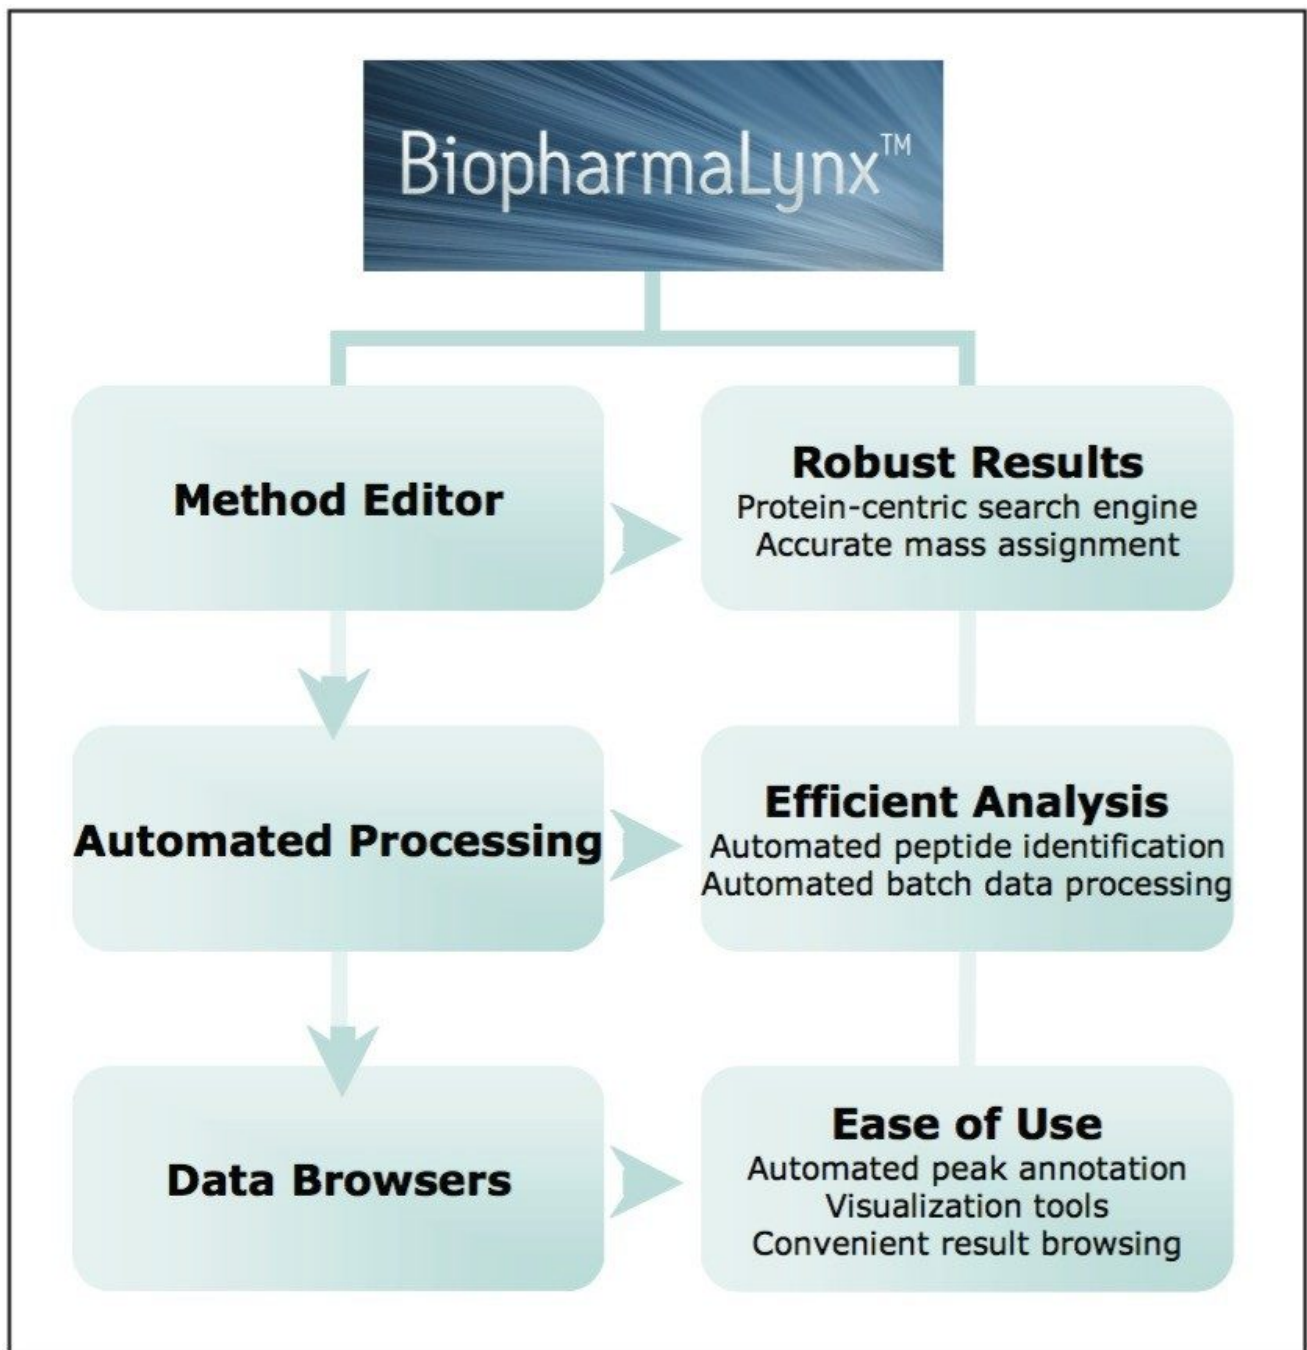 BiopharmaLynx™
Method Editor
Robust Results
Protein-centric search engine
Accurate mass assignment
Automated Processing
Efficient Analysis
Automated peptide identification
Automated batch data processing
Data Browsers
Ease of Use
Automated peak annotation
Visualization tools
Convenient result browsing